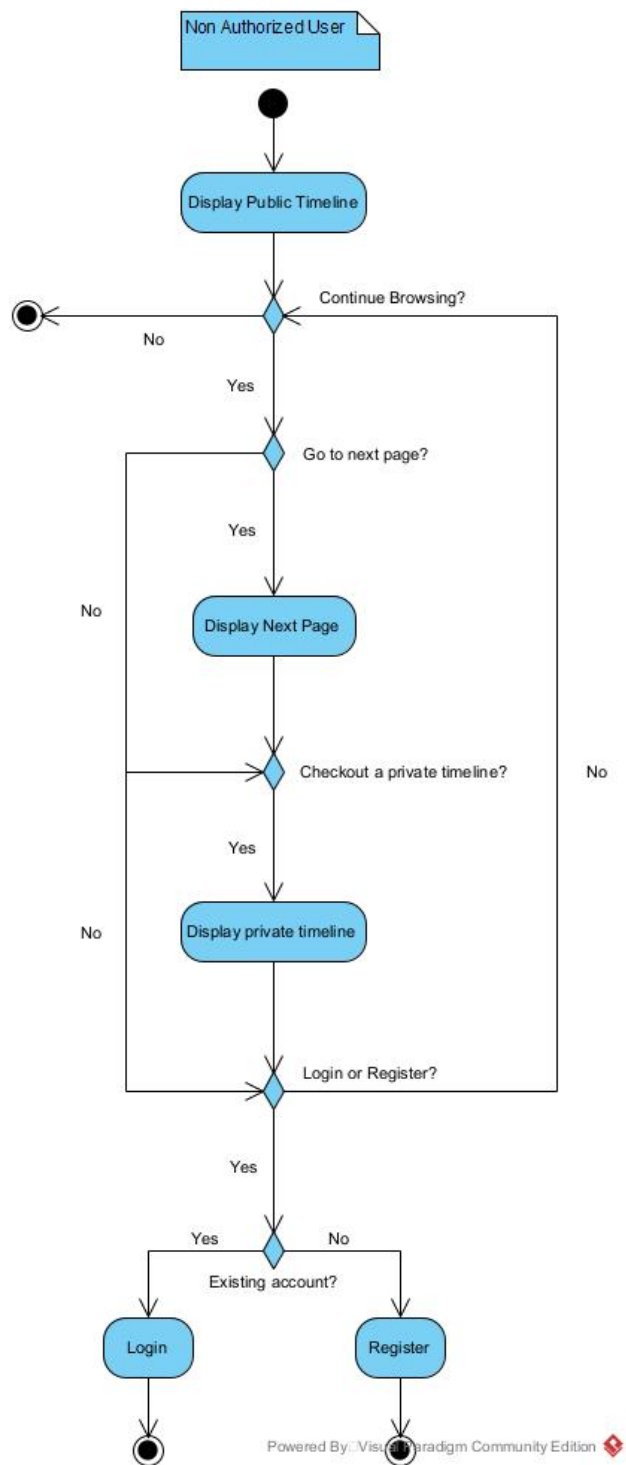 Non Authorized User
Display Public Timeline
Continue Browsing?
No
Yes
Go to next page?
Yes
No
Display Next Page
Checkout a private timeline?
No
Yes
Display private timeline
No
Login or Register?
Yes
Yes
No
Existing account?
Login
Register
Powered By Visual Paradigm Community Edition